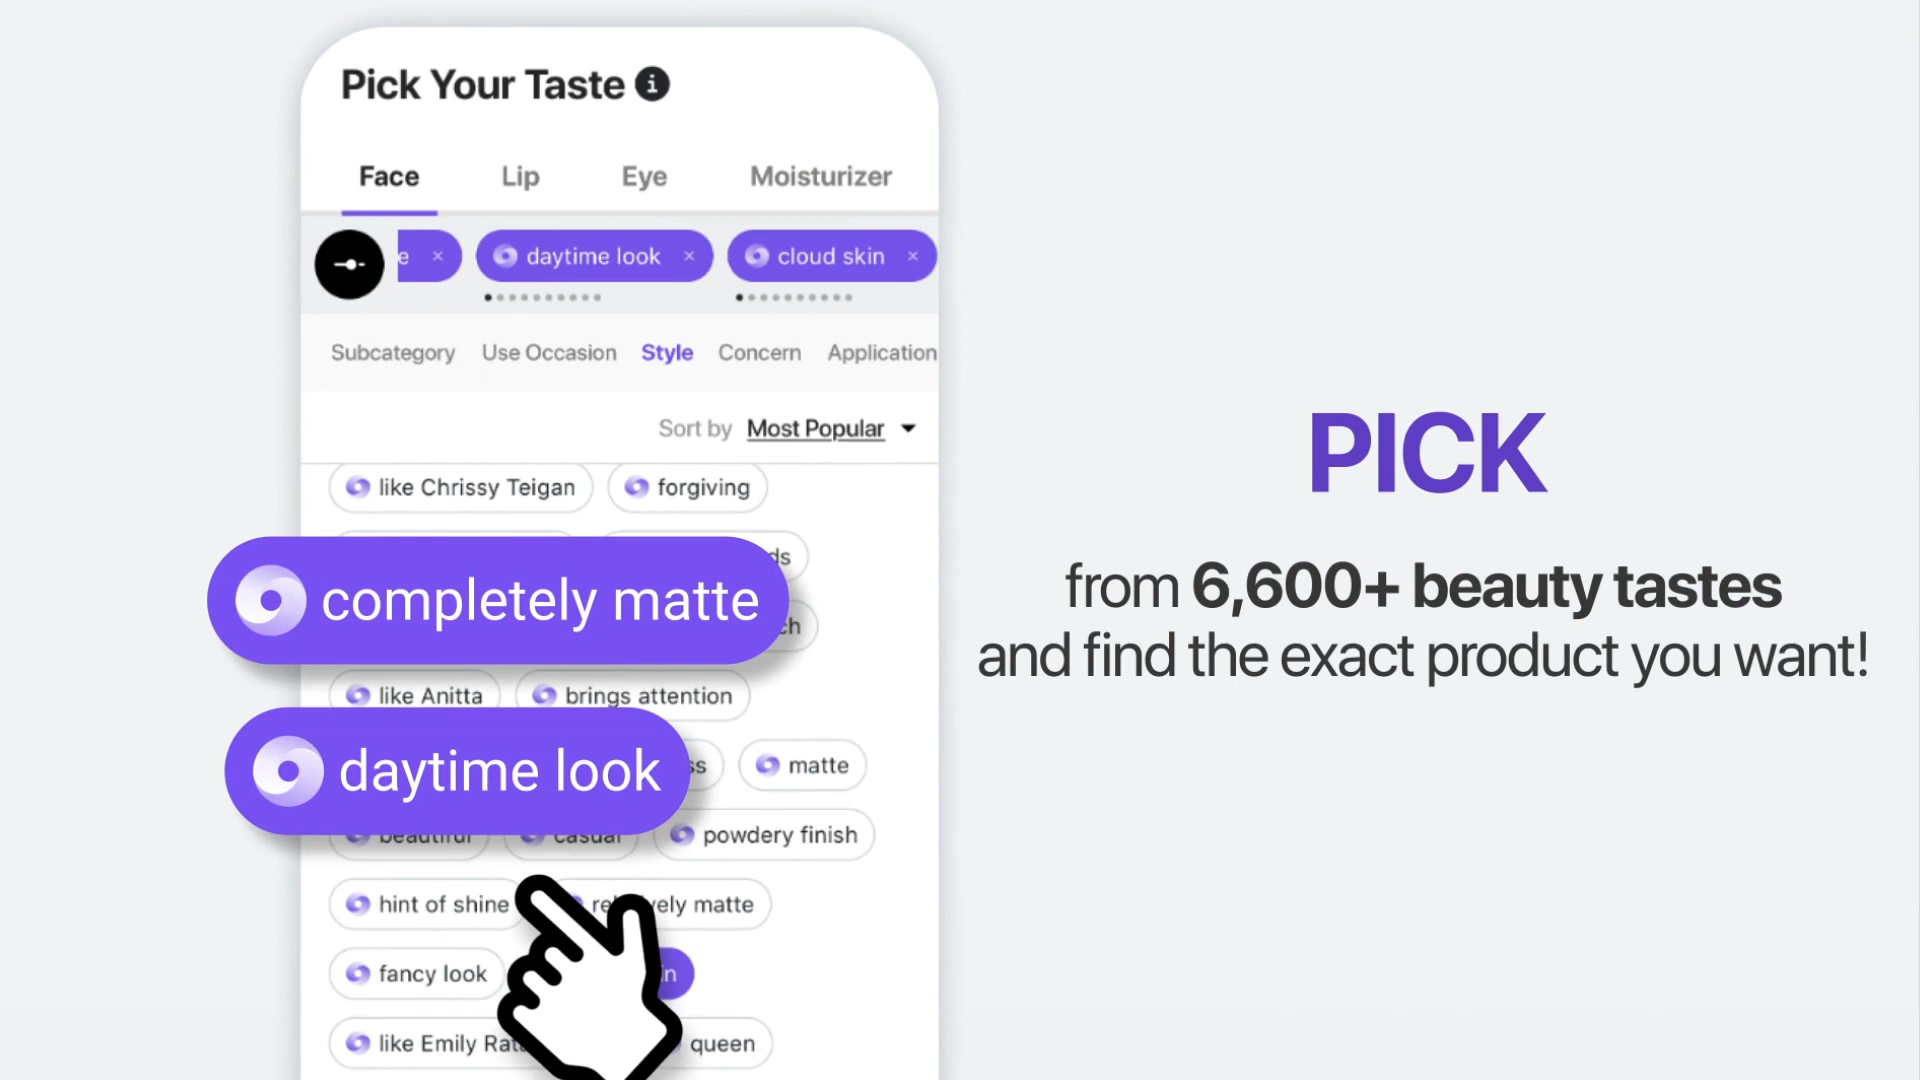 Pick Your Taste
Face Lip Eye Moisturizer
daytime look × cloud skin ×
Subcategory Use Occasion Style Concern Application
Sort by Most Popular
like Chrissy Teigan forgiving
completely matte
like Anitta brings attention
daytime look
matte
beautiful casual powdery finish
hint of shine matte
fancy look
like Emily queen
PICK
from 6,600+ beauty tastes
and find the exact product you want!